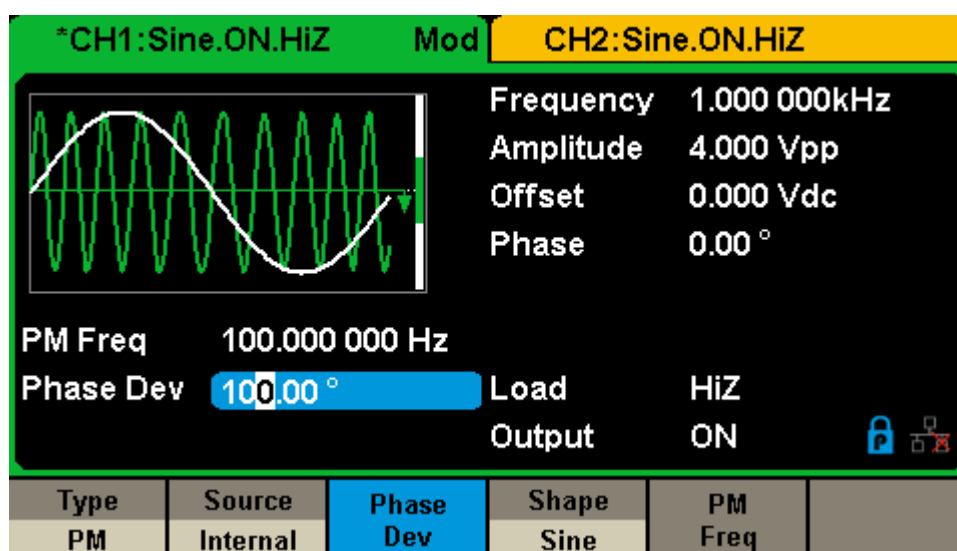 *CH1:Sine.ON.HiZ Mod CH2:Sine.ON.HiZ
Frequency 1.000 000kHz
Amplitude 4.000 Vpp
Offset 0.000 Vdc
Phase 0.00 °
PM Freq 100.000 000 Hz
Phase Dev 100.00 ° Load HiZ
Output ON P
Type Source Phase Dev Shape PM Freq
PM Internal Sine